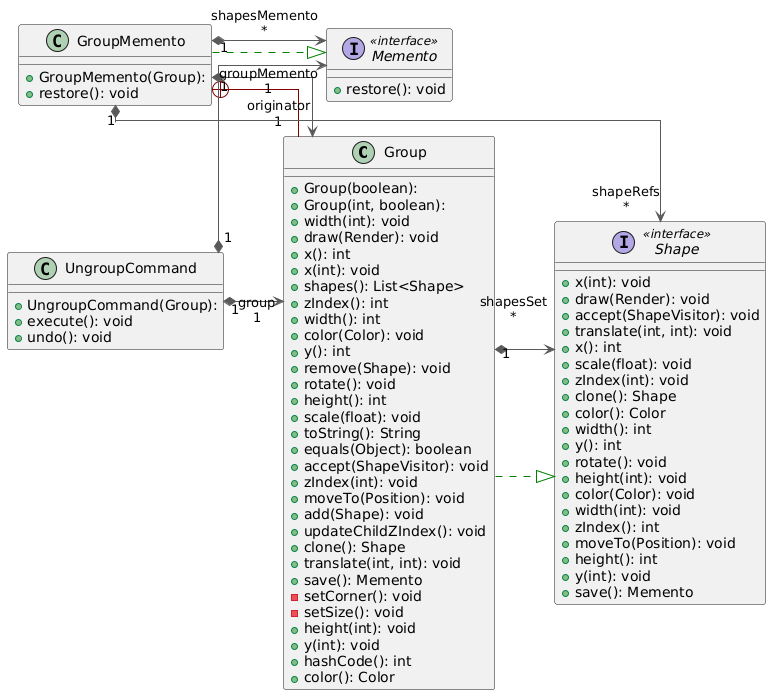 C GroupMemento
GroupMemento(Group):
restore(): void
shapesMemento
*
1
I «interface»
Memento
restore(): void
groupMemento
1
1
originator
1
1
1
C Group
Group(boolean):
Group(int, boolean):
width(int): void
draw(Render): void
x(): int
x(int): void
shapes(): List<Shape>
zIndex(): int
width(): int
color(Color): void
y(): int
remove(Shape): void
rotate(): void
height(): int
scale(float): void
toString(): String
equals(Object): boolean
accept(ShapeVisitor): void
zIndex(int): void
moveTo(Position): void
add(Shape): void
updateChildZIndex(): void
clone(): Shape
translate(int, int): void
save(): Memento
setCorner(): void
setSize(): void
height(int): void
y(int): void
hashCode(): int
color(): Color
C UngroupCommand
UngroupCommand(Group):
execute(): void
undo(): void
group
1
1
shapesSet
*
1
shapeRefs
*
I «interface»
Shape
x(int): void
draw(Render): void
accept(ShapeVisitor): void
translate(int, int): void
x(): int
scale(float): void
zIndex(int): void
clone(): Shape
color(): Color
width(): int
y(): int
rotate(): void
height(int): void
color(Color): void
width(int): void
zIndex(): int
moveTo(Position): void
height(): int
y(int): void
save(): Memento